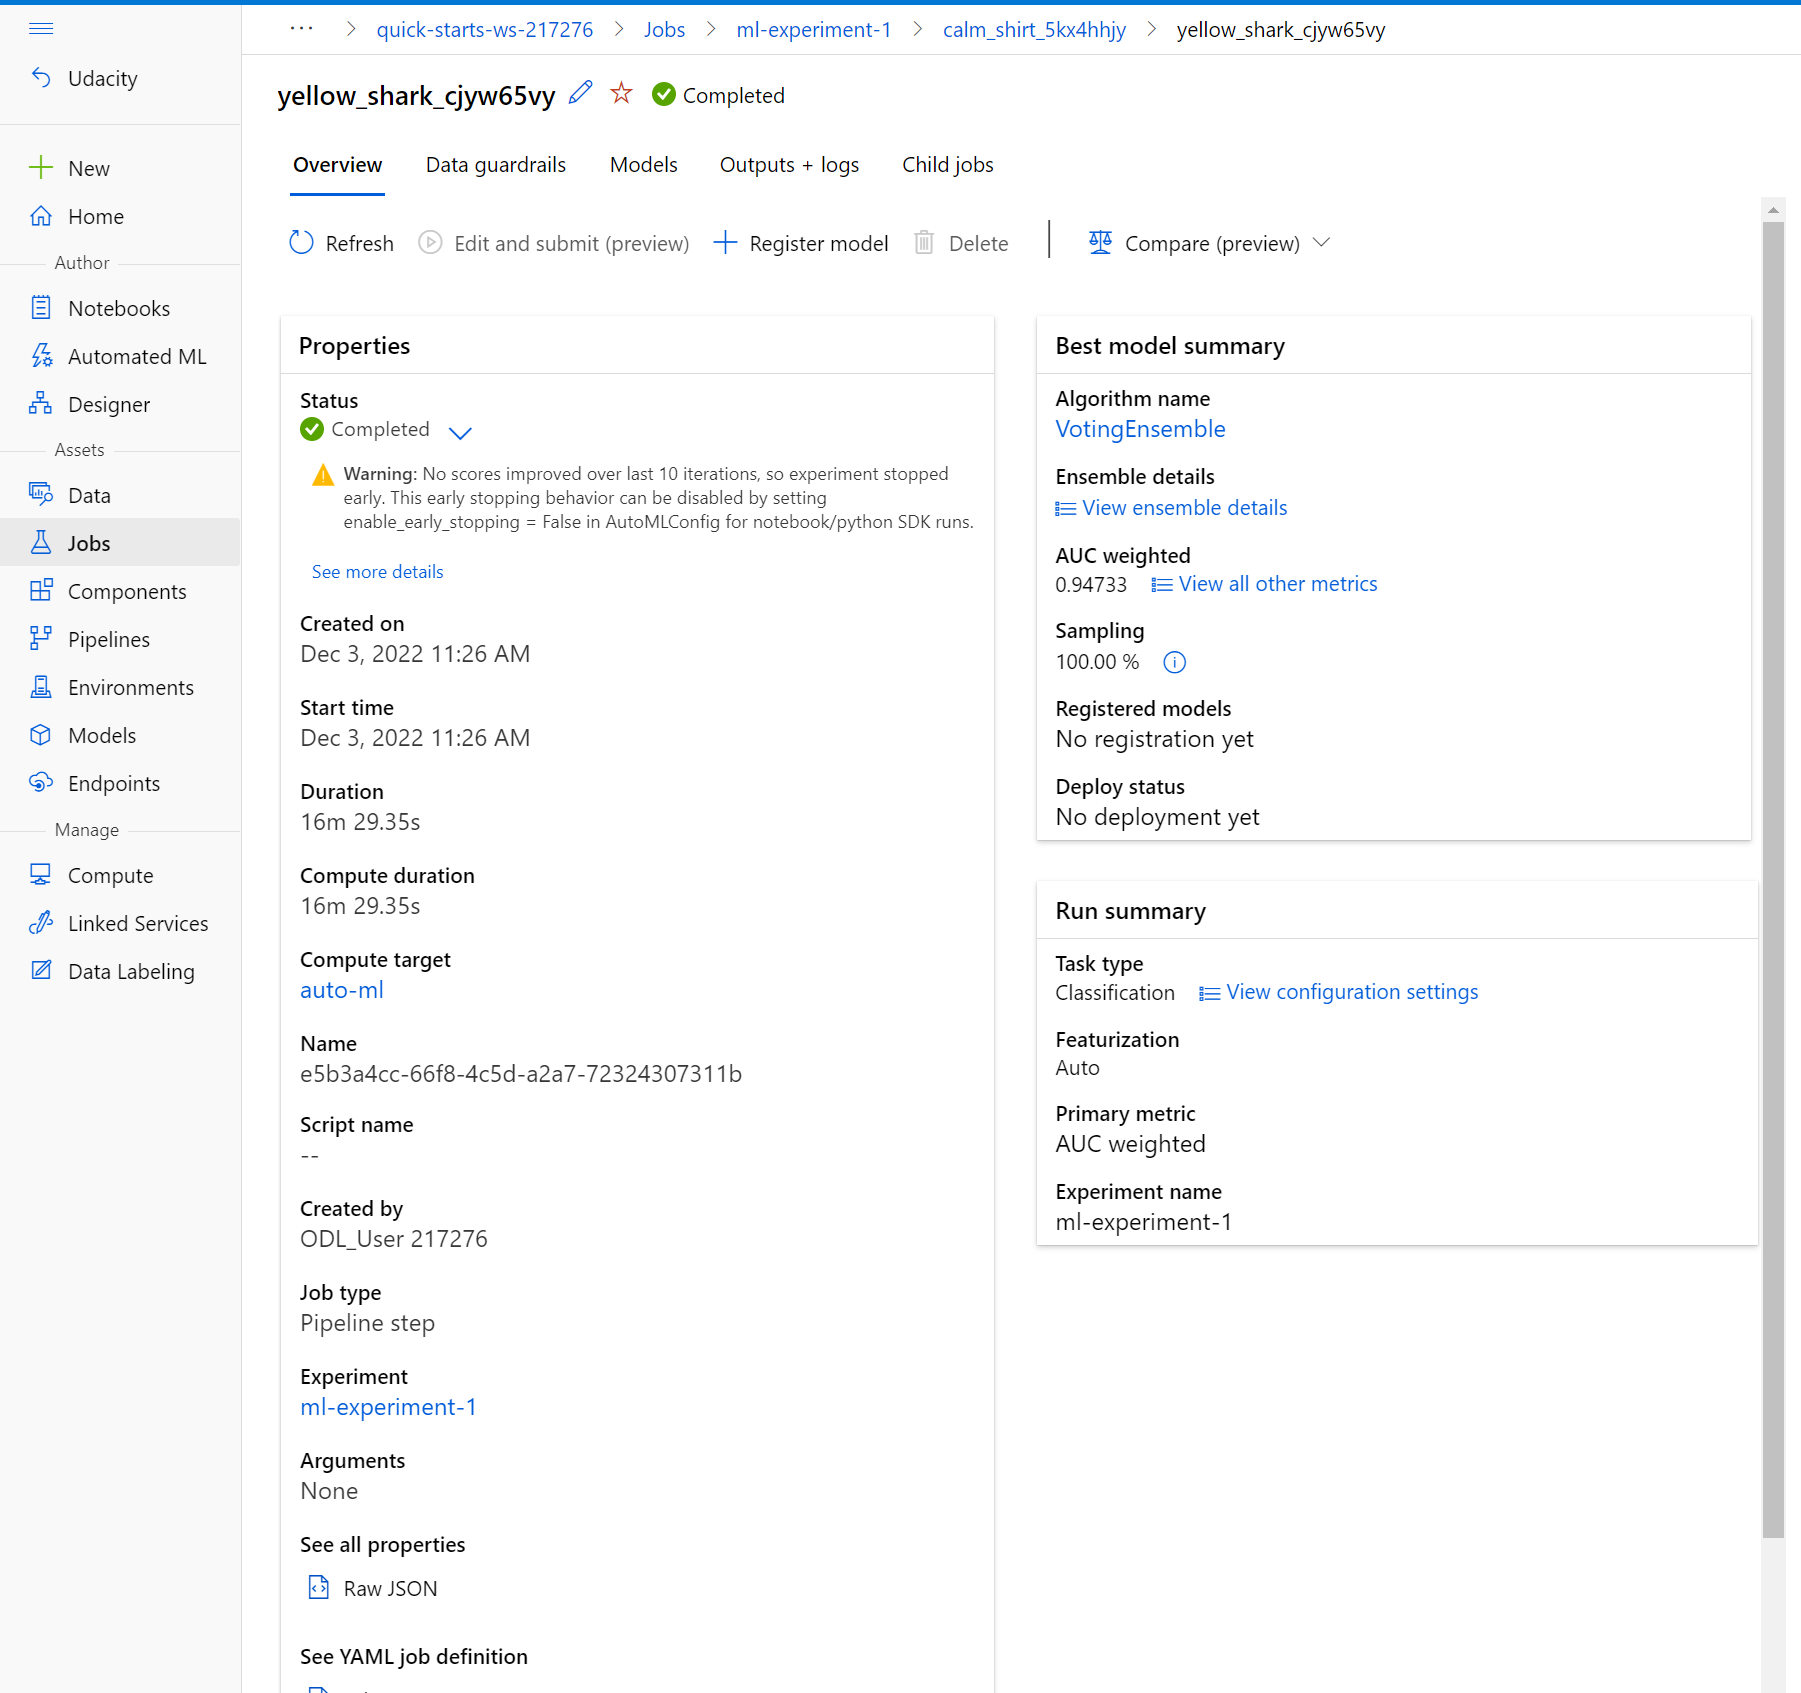 ··· > quick-starts-ws-217276 > Jobs > ml-experiment-1 > calm_shirt_5kx4hhjy > yellow_shark_cjyw65vy
Udacity
New
Home
Author
Notebooks
Automated ML
Designer
Assets
Data
Jobs
Components
Pipelines
Environments
Models
Endpoints
Manage
Compute
Linked Services
Data Labeling
yellow_shark_cjyw65vy Completed
Overview Data guardrails Models Outputs + logs Child jobs
Refresh Edit and submit (preview) Register model Delete Compare (preview)
Properties
Status
Completed
Warning: No scores improved over last 10 iterations, so experiment stopped
early. This early stopping behavior can be disabled by setting
enable_early_stopping = False in AutoMLConfig for notebook/python SDK runs.
See more details
Created on
Dec 3, 2022 11:26 AM
Start time
Dec 3, 2022 11:26 AM
Duration
16m 29.35s
Compute duration
16m 29.35s
Compute target
auto-ml
Name
e5b3a4cc-66f8-4c5d-a2a7-72324307311b
Script name
--
Created by
ODL_User 217276
Job type
Pipeline step
Experiment
ml-experiment-1
Arguments
None
See all properties
Raw JSON
See YAML job definition
Best model summary
Algorithm name
VotingEnsemble
Ensemble details
View ensemble details
AUC weighted
0.94733 View all other metrics
Sampling
100.00 %
Registered models
No registration yet
Deploy status
No deployment yet
Run summary
Task type
Classification View configuration settings
Featurization
Auto
Primary metric
AUC weighted
Experiment name
ml-experiment-1